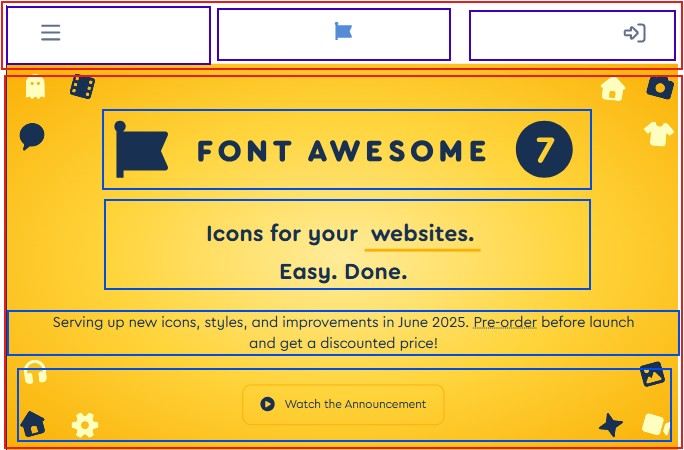 FONT AWESOME 7
Icons for your websites.
Easy. Done.
Serving up new icons, styles, and improvements in June 2025. Pre-order before launch
and get a discounted price!
Watch the Announcement